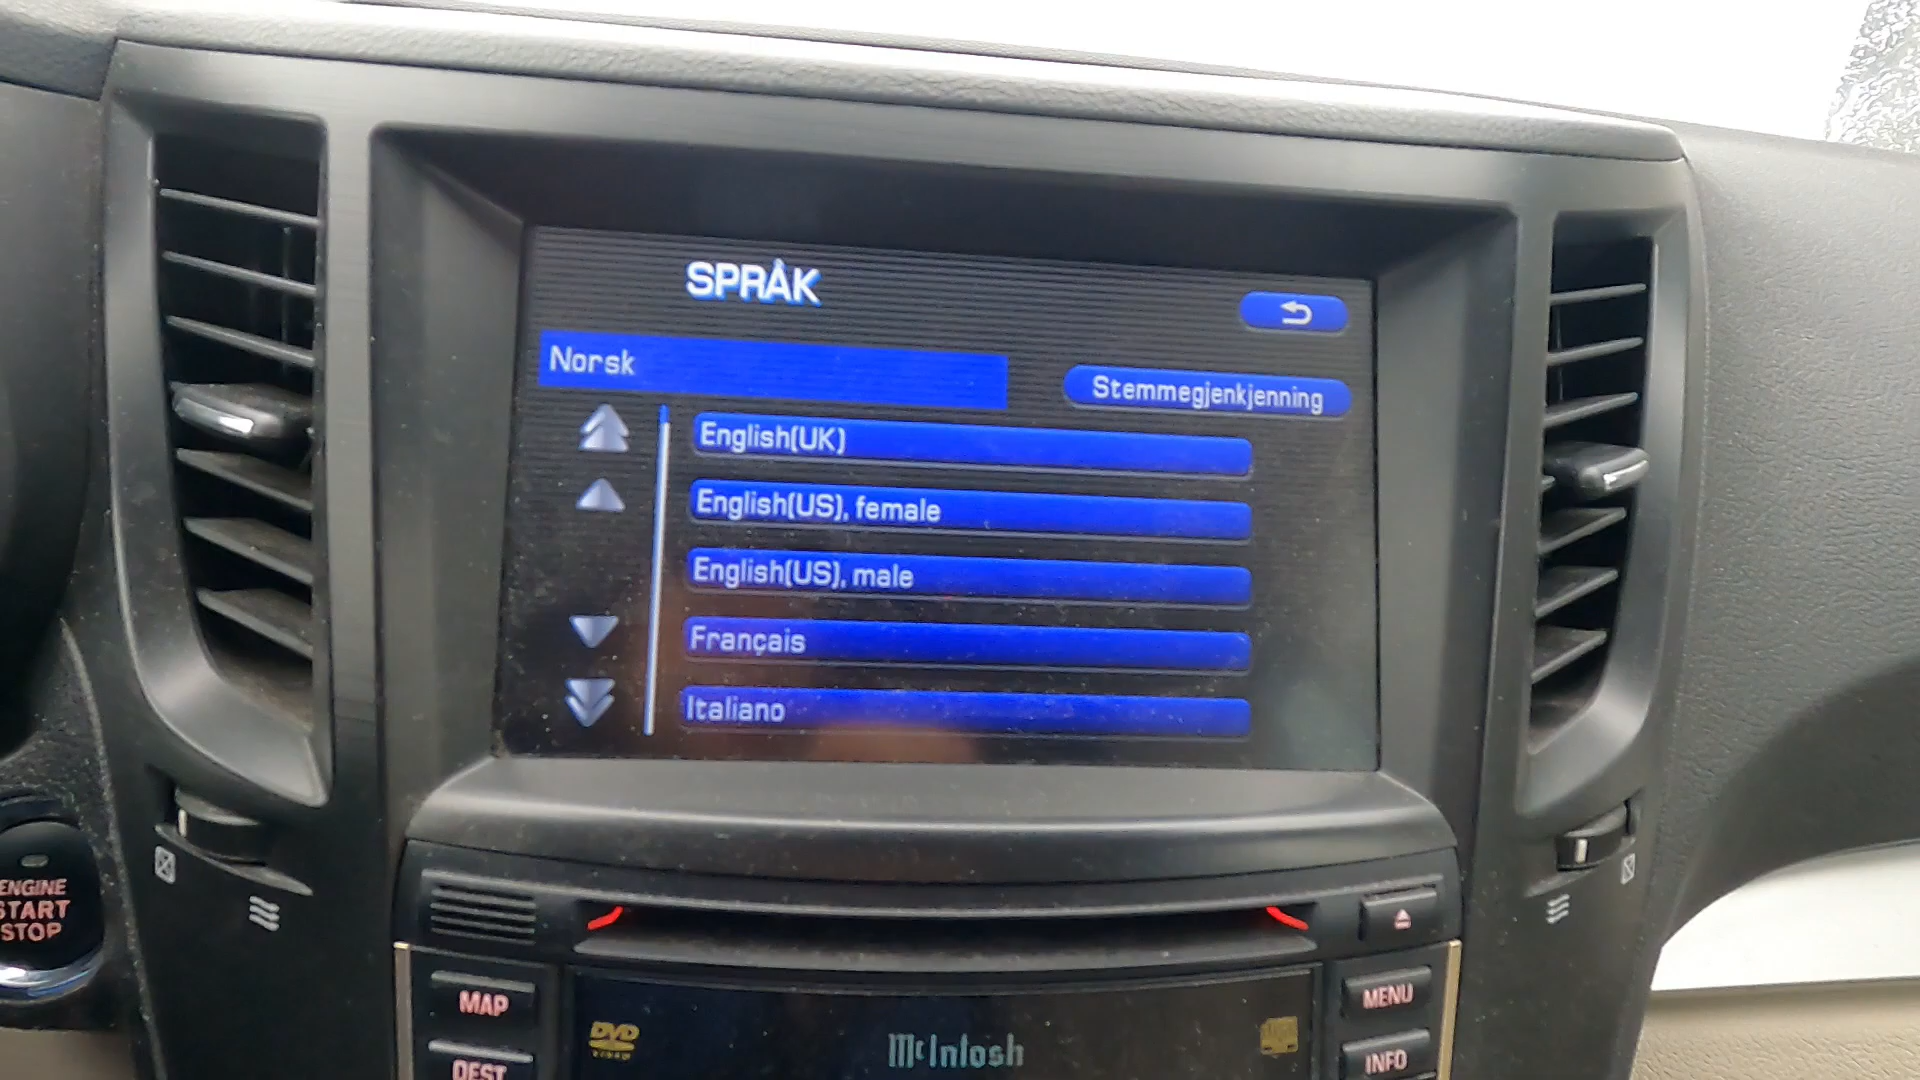 SPRÅK
Norsk
Stemmegjenkjenning
English(UK)
English(US), female
English(US), male
Français
Italiano
ENGINE
START
STOP
MAP
MENU
DVD
VIDEO
McIntosh
DEST
INFO